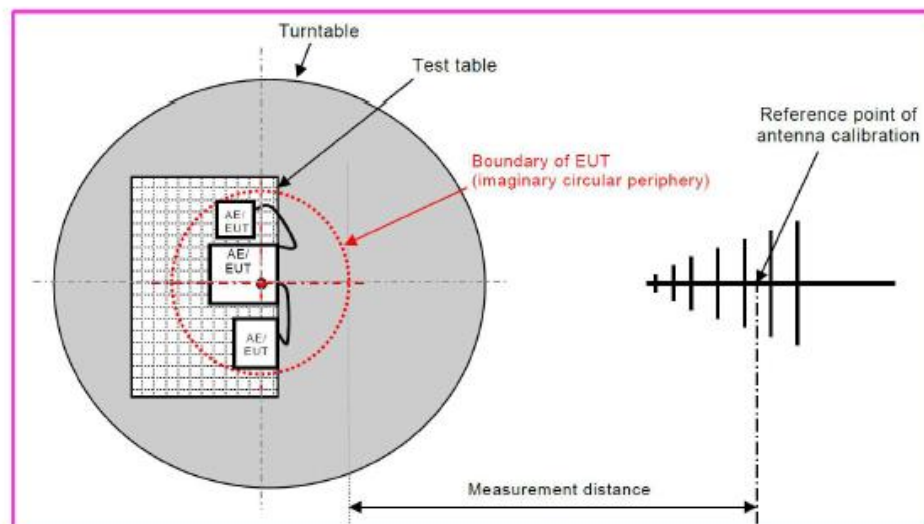 Turntable
Test table
Reference point of
antenna calibration
Boundary of EUT
(imaginary circular periphery)
AE/
EUT
AE/
EUT
AE/
EUT
Measurement distance